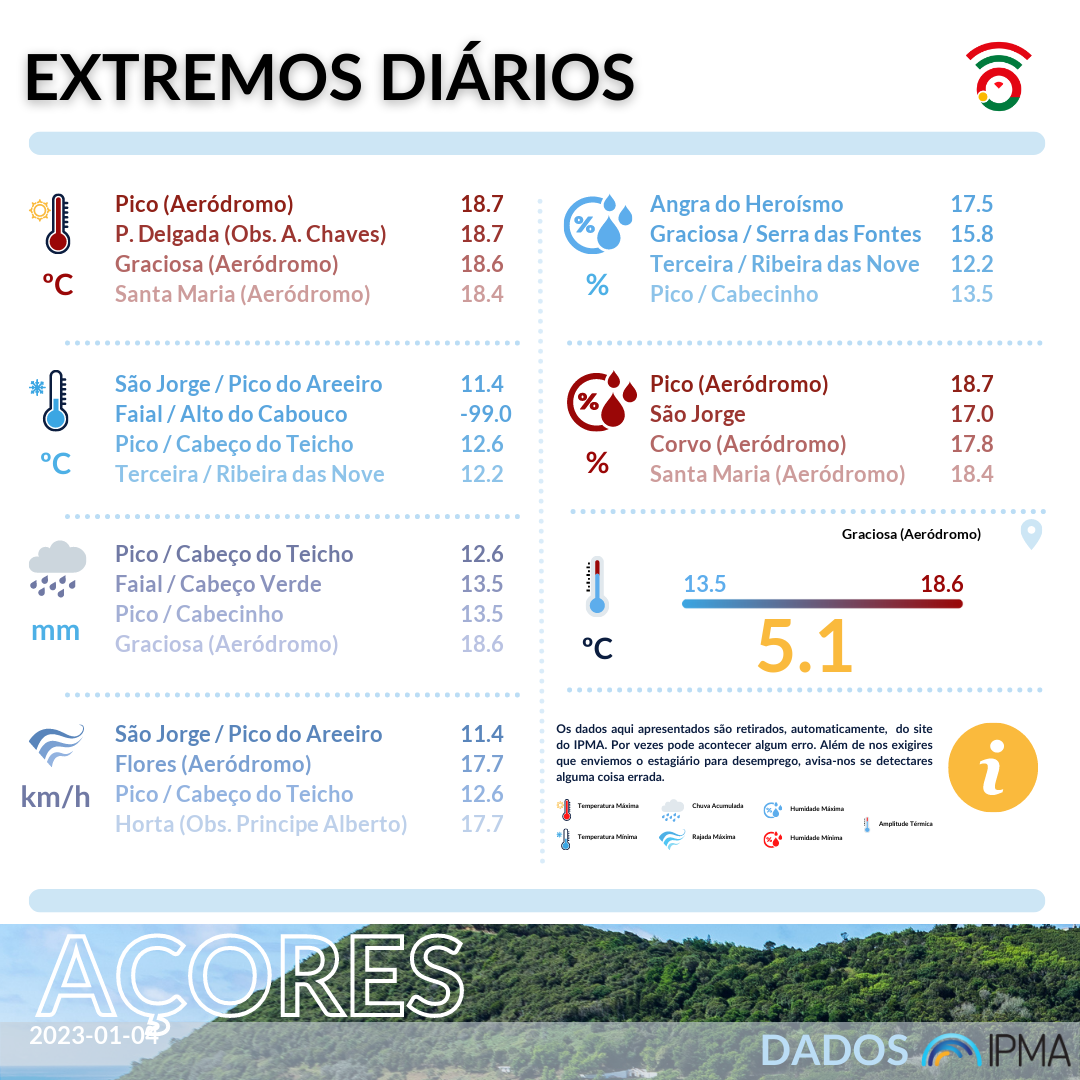 EXTREMOS DIÁRIOS
Pico (Aeródromo) 18.7
P. Delgada (Obs. A. Chaves) 18.7
Graciosa (Aeródromo) 18.6
Santa Maria (Aeródromo) 18.4
ºC
São Jorge / Pico do Areeiro 11.4
Faial / Alto do Cabouco -99.0
Pico / Cabeço do Teicho 12.6
Terceira / Ribeira das Nove 12.2
ºC
Pico / Cabeço do Teicho 12.6
Faial / Cabeço Verde 13.5
Pico / Cabecinho 13.5
Graciosa (Aeródromo) 18.6
mm
São Jorge / Pico do Areeiro 11.4
Flores (Aeródromo) 17.7
Pico / Cabeço do Teicho 12.6
Horta (Obs. Principe Alberto) 17.7
km/h
%
Angra do Heroísmo 17.5
Graciosa / Serra das Fontes 15.8
Terceira / Ribeira das Nove 12.2
Pico / Cabecinho 13.5
%
%
Pico (Aeródromo) 18.7
São Jorge 17.0
Corvo (Aeródromo) 17.8
Santa Maria (Aeródromo) 18.4
%
Graciosa (Aeródromo)
13.5 18.6
5.1
ºC
Os dados aqui apresentados são retirados, automaticamente, do site
do IPMA. Por vezes pode acontecer algum erro. Além de nos exigires
que enviemos o estagiário para desemprego, avisa-nos se detectares
alguma coisa errada.
i
Temperatura Máxima Chuva Acumulada Humidade Máxima
Amplitude Térmica
Temperatura Mínima Rajada Máxima Humidade Mínima
AÇORES
2023-01-04
DADOS IPMA